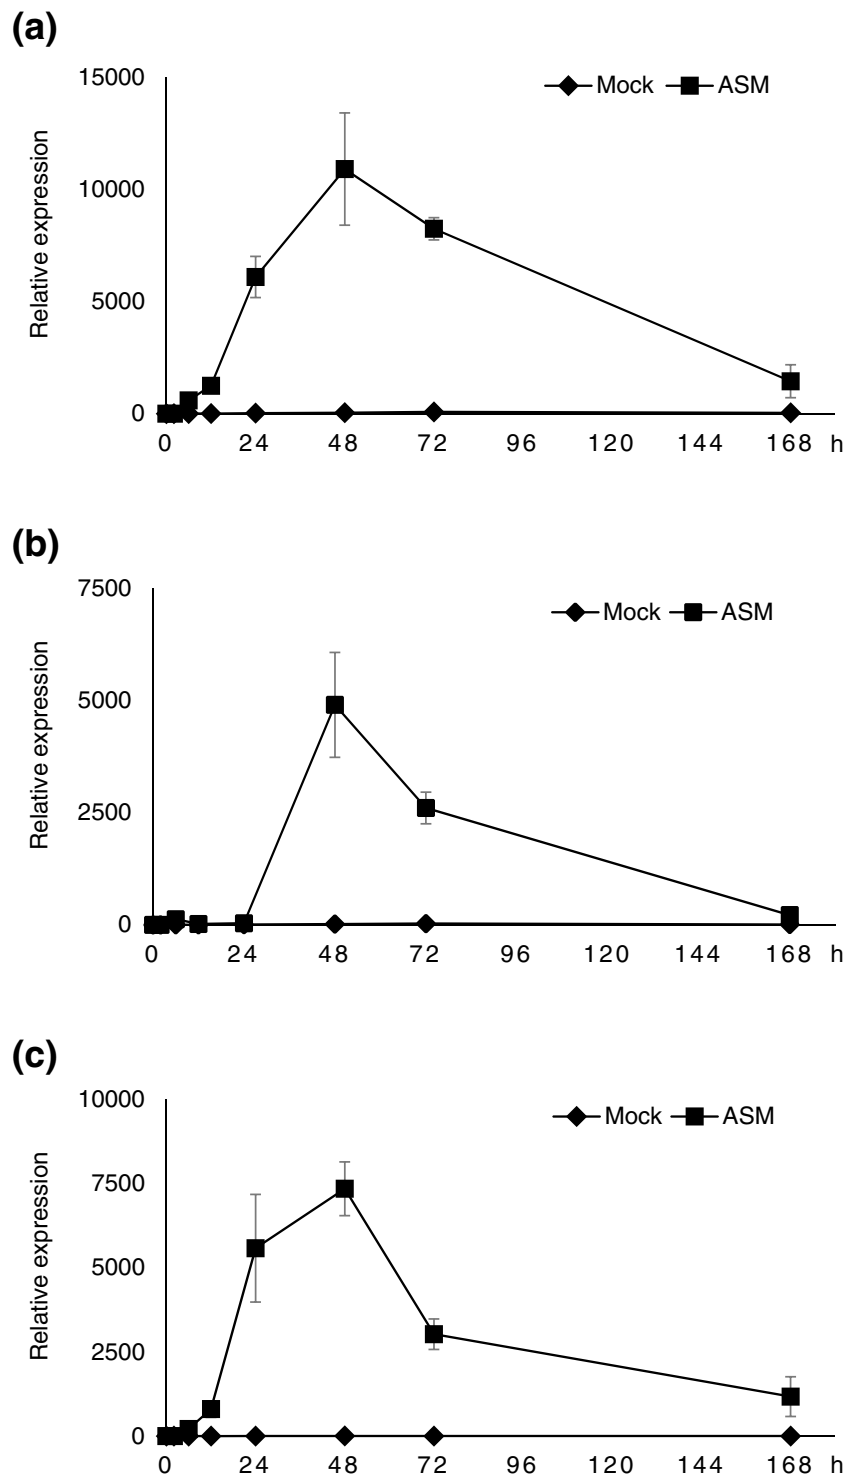 (a)
15000
Mock ASM
10000
Relative expression
5000
0
0 24 48 72 96 120 144 168 h
(b)
7500
Mock ASM
5000
Relative expression
2500
0
0 24 48 72 96 120 144 168 h
(c)
10000
Mock ASM
7500
Relative expression
5000
2500
0
0 24 48 72 96 120 144 168 h